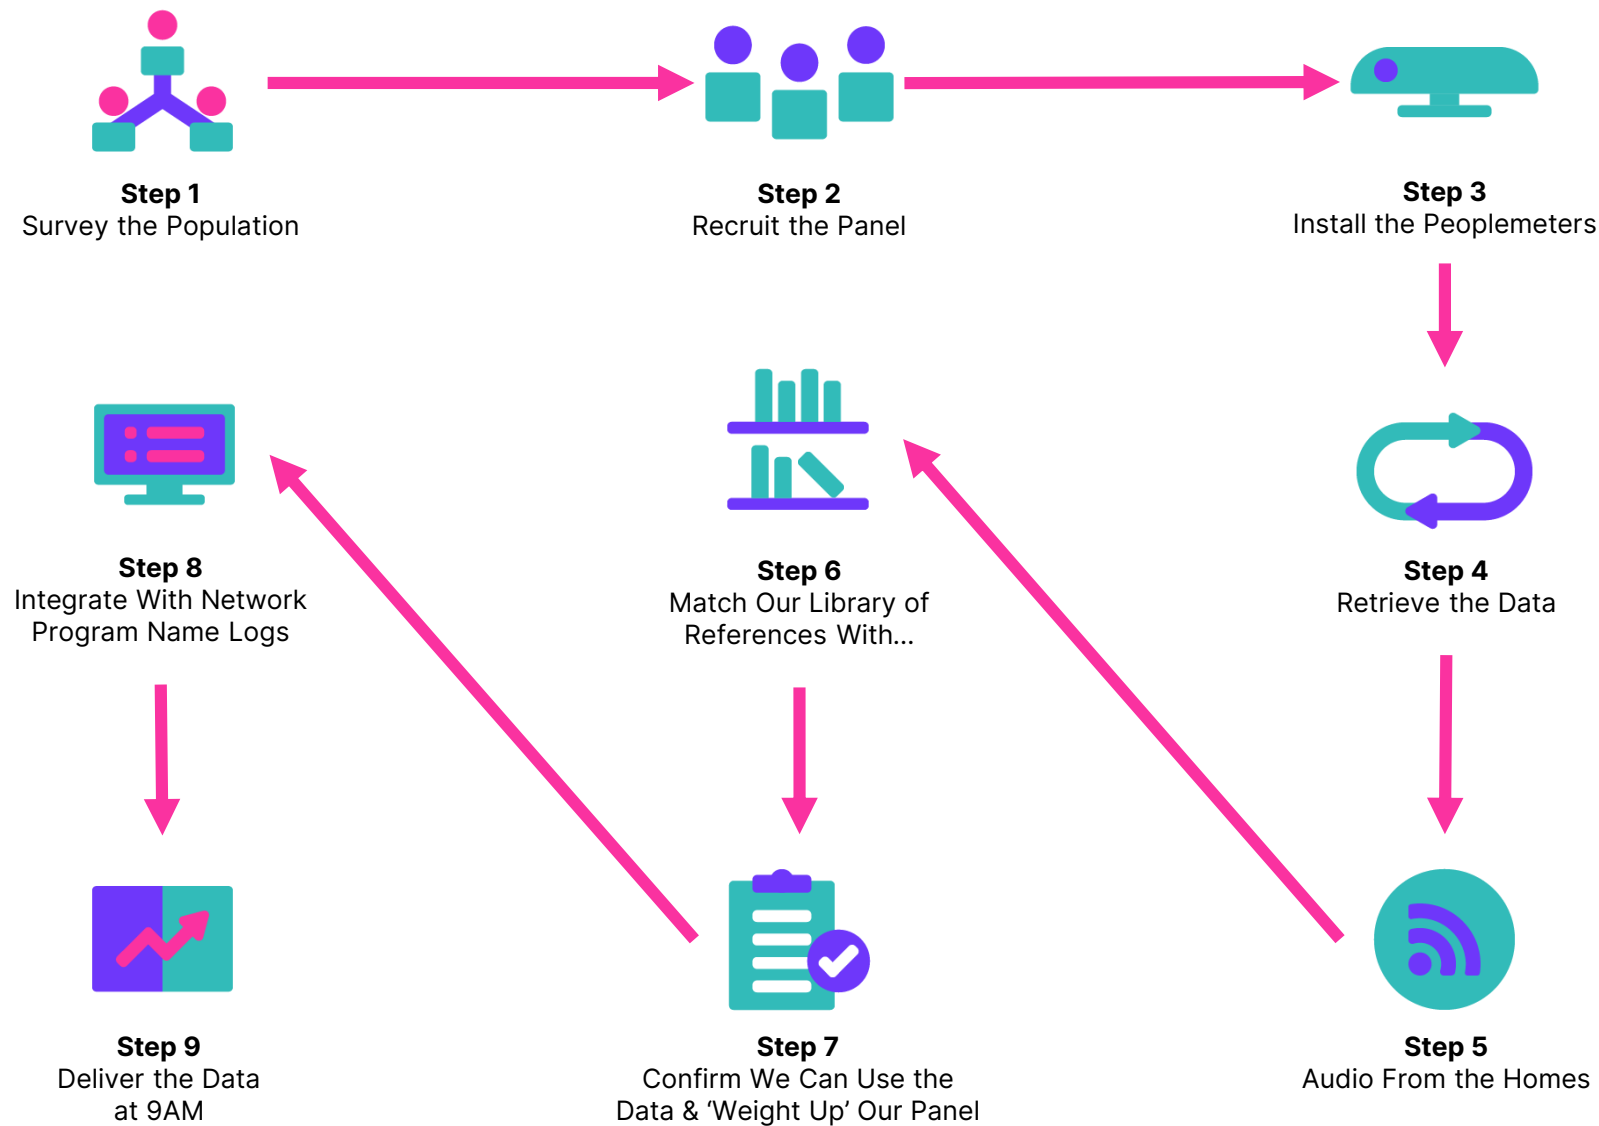 Step 1
Survey the Population
Step 2
Recruit the Panel
Step 3
Install the Peoplemeters
Step 4
Retrieve the Data
Step 5
Audio From the Homes
Step 6
Match Our Library of
References With...
Step 7
Confirm We Can Use the
Data & ‘Weight Up’ Our Panel
Step 8
Integrate With Network
Program Name Logs
Step 9
Deliver the Data
at 9AM